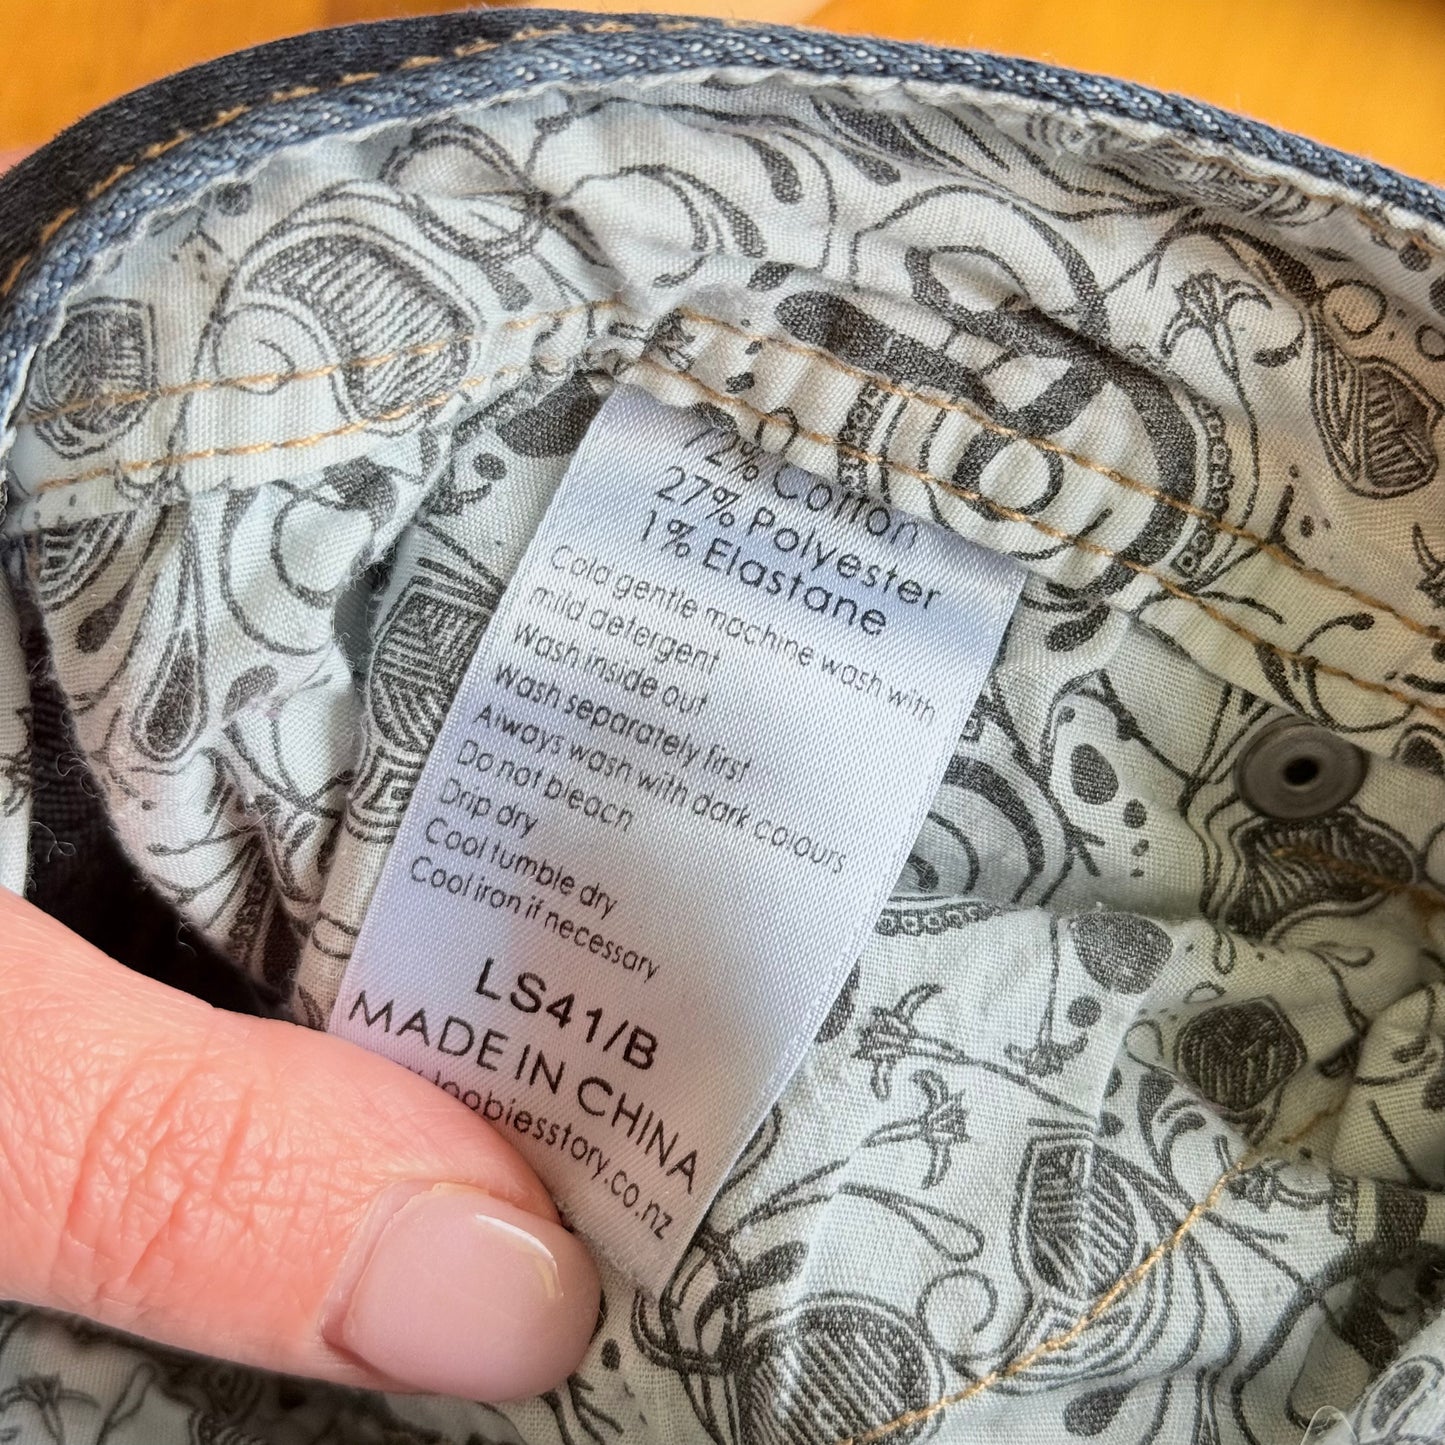 72% Cotton
27% Polyester
1% Elastane
Cold gentle machine wash with
mild detergent
Wash inside out
Wash separately first
Always wash with dark colours
Do not bleach
Drip dry
Cool tumble dry
Cool iron if necessary
LS41/B
MADE IN CHINA
loobiesstory.co.nz